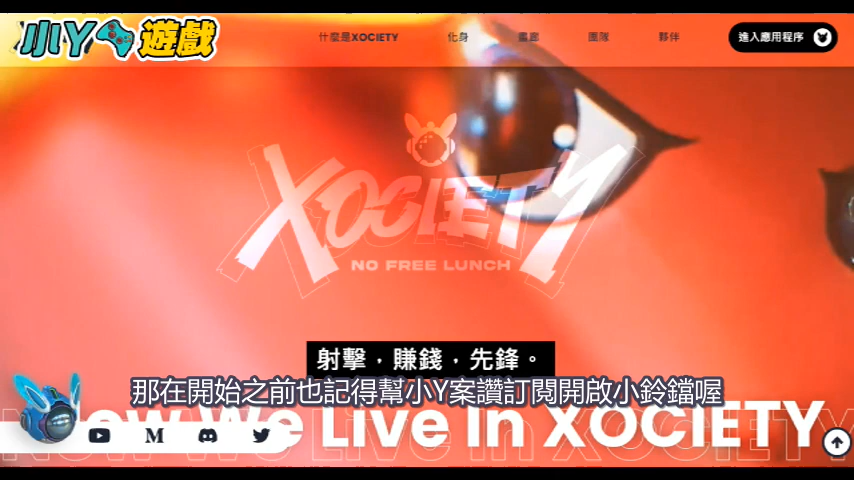 小Y遊戲
什麼是XOCIETY 化身 畫廊 團隊 夥伴 進入應用程序
XOCIETY
NO FREE LUNCH
射擊，賺錢，先鋒。
那在開始之前也記得幫小Y案讚訂閱開啟小鈴鐺喔
Now We Live In XOCIETY
M